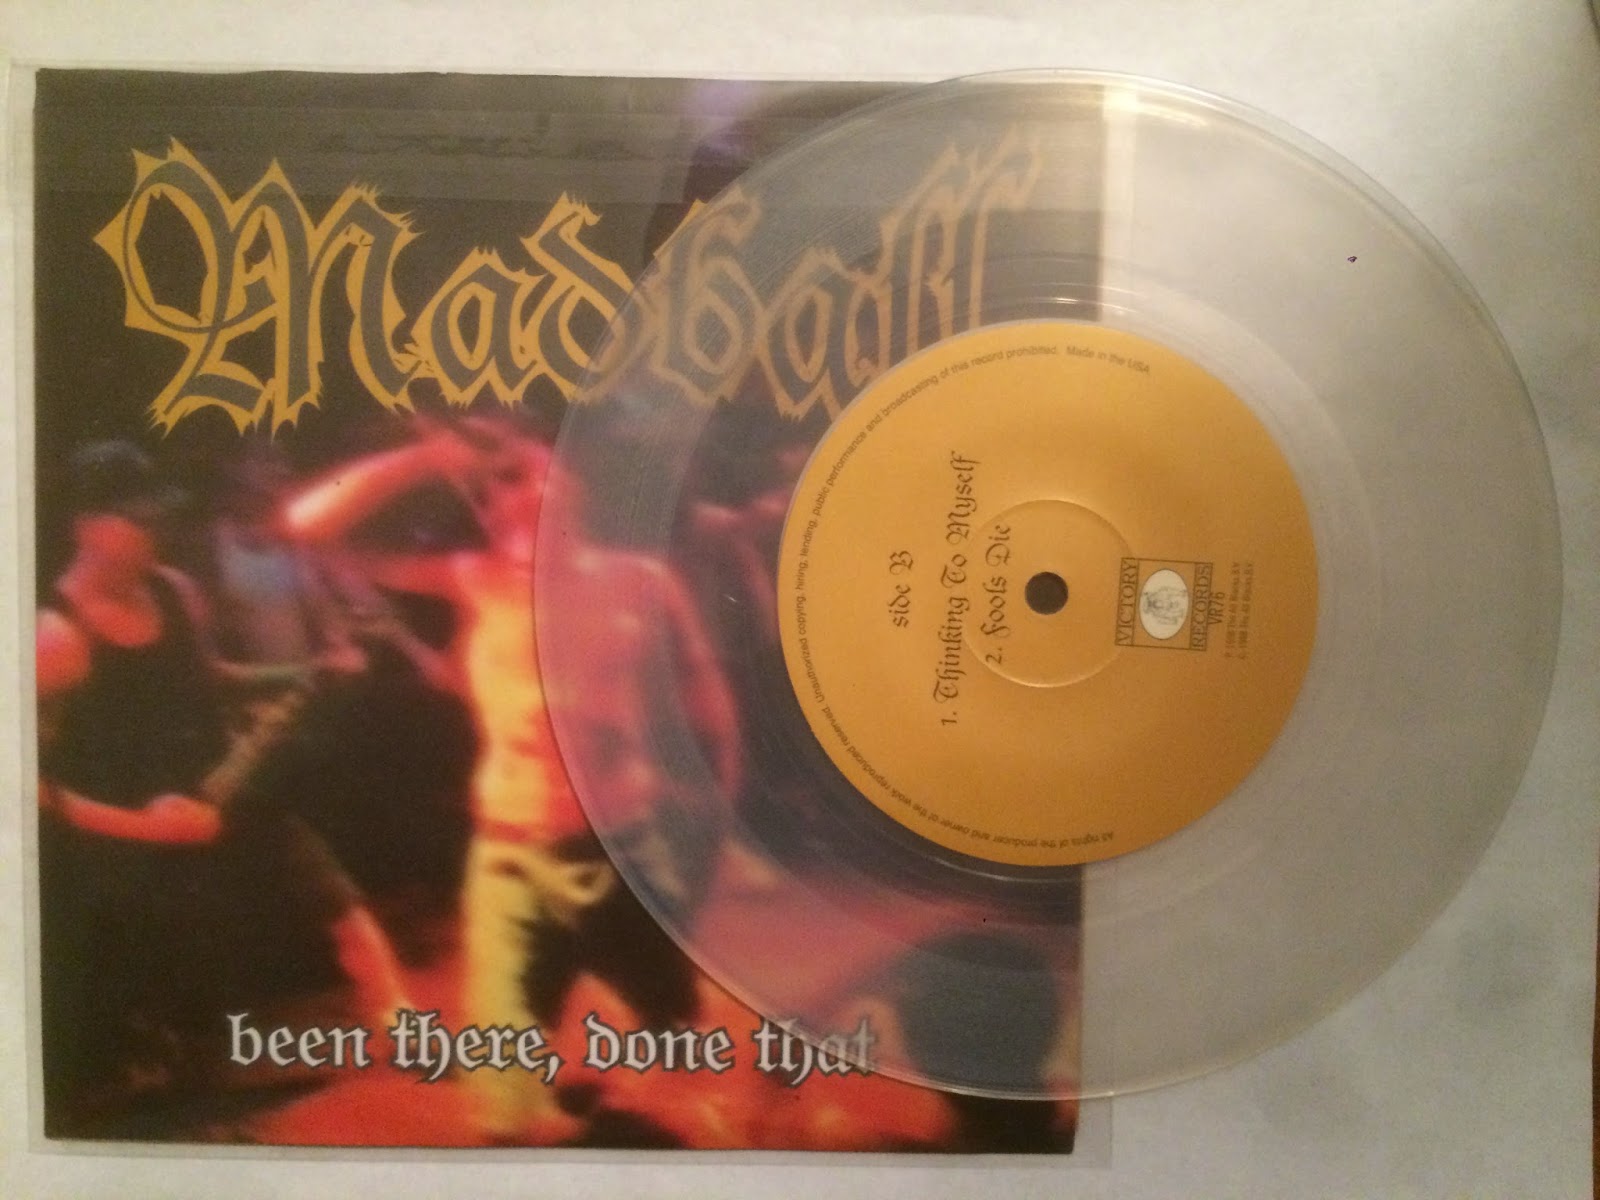 Madball
been there, done that
side B
1. Thinking To Myself
2. Fools Die
VICTORY
RECORDS
VR76
All rights of the producer and owner of the work reproduced reserved. Unauthorized copying, hiring, lending, public performance and broadcasting of this record prohibited. Made in the USA